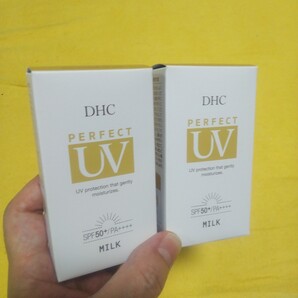 DHC
PERFECT
UV
UV protection that gently
moisturizes.
SPF50+/PA++++
MILK
DHC
PERFECT
UV
UV protection that gently
moisturizes.
SPF50+/PA++++
MILK